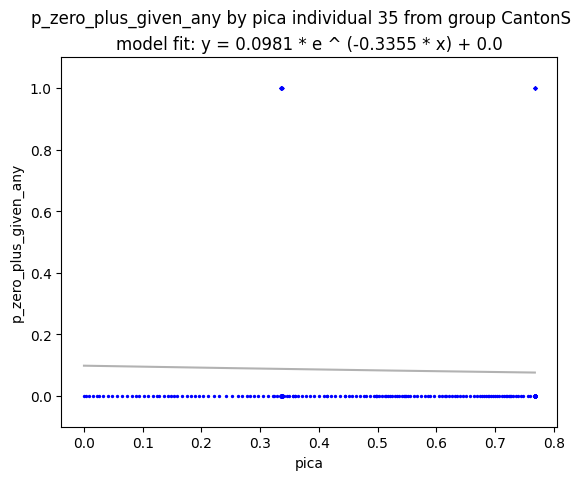 p_zero_plus_given_any by pica individual 35 from group CantonS
model fit: y = 0.0981 * e ^ (-0.3355 * x) + 0.0
1.0
0.8
0.6
0.4
0.2
0.0
p_zero_plus_given_any
0.0 0.1 0.2 0.3 0.4 0.5 0.6 0.7 0.8
pica